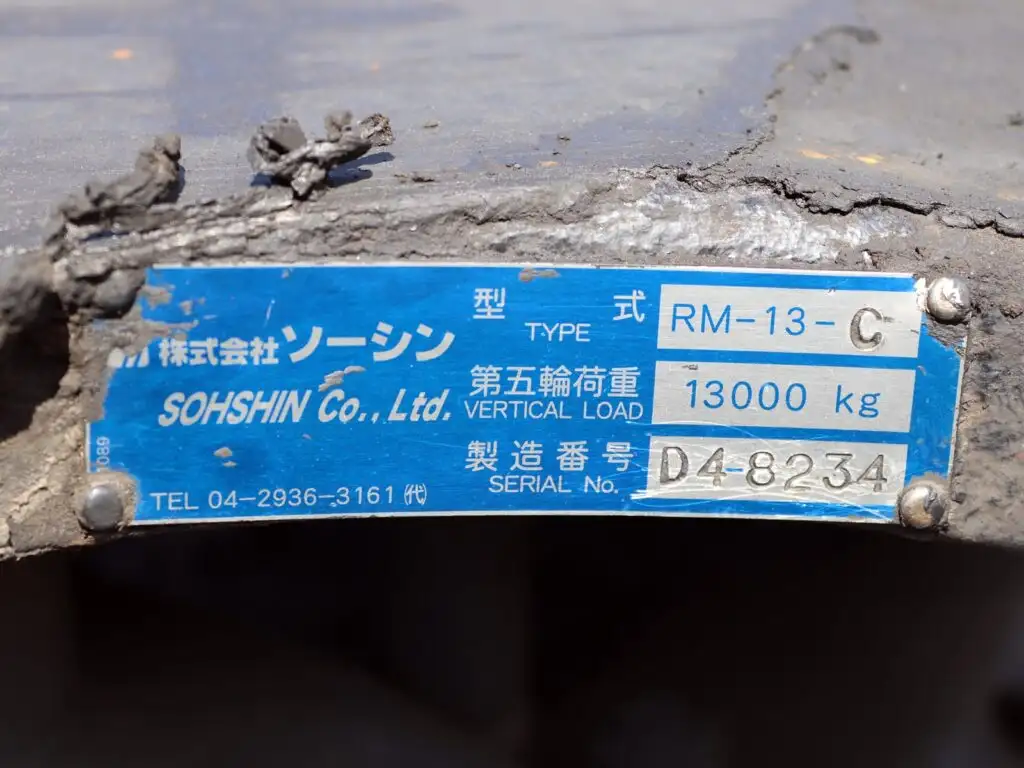 株式会社ソーシン
SOHSHIN Co., Ltd.
TEL 04-2936-3161 ㈹
型 式 RM-13-C
TYPE
第五輪荷重 13000 kg
VERTICAL LOAD
製造番号 D4-8234
SERIAL No.